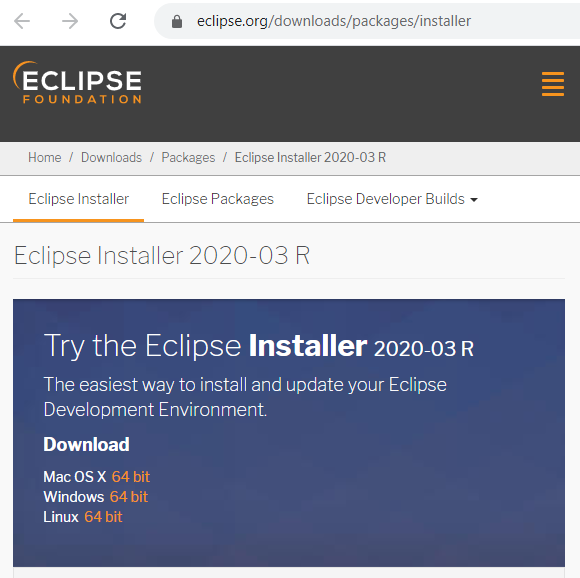 eclipse.org/downloads/packages/installer
ECLIPSE
FOUNDATION
Home / Downloads / Packages / Eclipse Installer 2020-03 R
Eclipse Installer Eclipse Packages Eclipse Developer Builds
Eclipse Installer 2020-03 R
Try the Eclipse Installer 2020-03 R
The easiest way to install and update your Eclipse
Development Environment.
Download
Mac OS X 64 bit
Windows 64 bit
Linux 64 bit